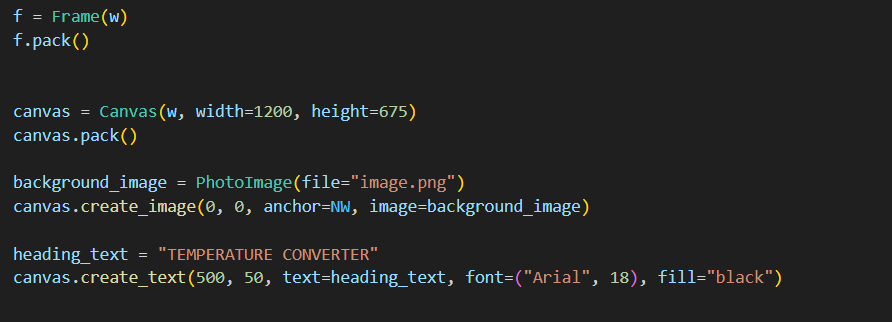 f = Frame(w)
f.pack()
canvas = Canvas(w, width=1200, height=675)
canvas.pack()
background_image = PhotoImage(file="image.png")
canvas.create_image(0, 0, anchor=NW, image=background_image)
heading_text = "TEMPERATURE CONVERTER"
canvas.create_text(500, 50, text=heading_text, font=("Arial", 18), fill="black")